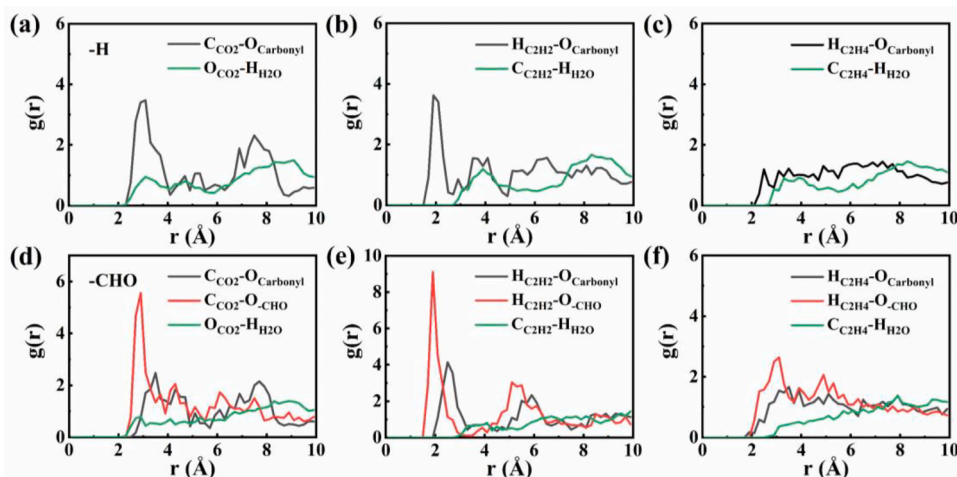 (a)
-H
C_CO2-O_Carbonyl
O_CO2-H_H2O
g(r)
6
4
2
0
0 2 4 6 8 10
r (Å)
(b)
H_C2H2-O_Carbonyl
C_C2H2-H_H2O
g(r)
6
4
2
0
0 2 4 6 8 10
r (Å)
(c)
H_C2H4-O_Carbonyl
C_C2H4-H_H2O
g(r)
6
4
2
0
0 2 4 6 8 10
r (Å)
(d)
-CHO
C_CO2-O_Carbonyl
C_CO2-O_-CHO
O_CO2-H_H2O
g(r)
6
4
2
0
0 2 4 6 8 10
r (Å)
(e)
H_C2H2-O_Carbonyl
H_C2H2-O_-CHO
C_C2H2-H_H2O
g(r)
10
8
6
4
2
0
0 2 4 6 8 10
r (Å)
(f)
H_C2H4-O_Carbonyl
H_C2H4-O_-CHO
C_C2H4-H_H2O
g(r)
6
4
2
0
0 2 4 6 8 10
r (Å)